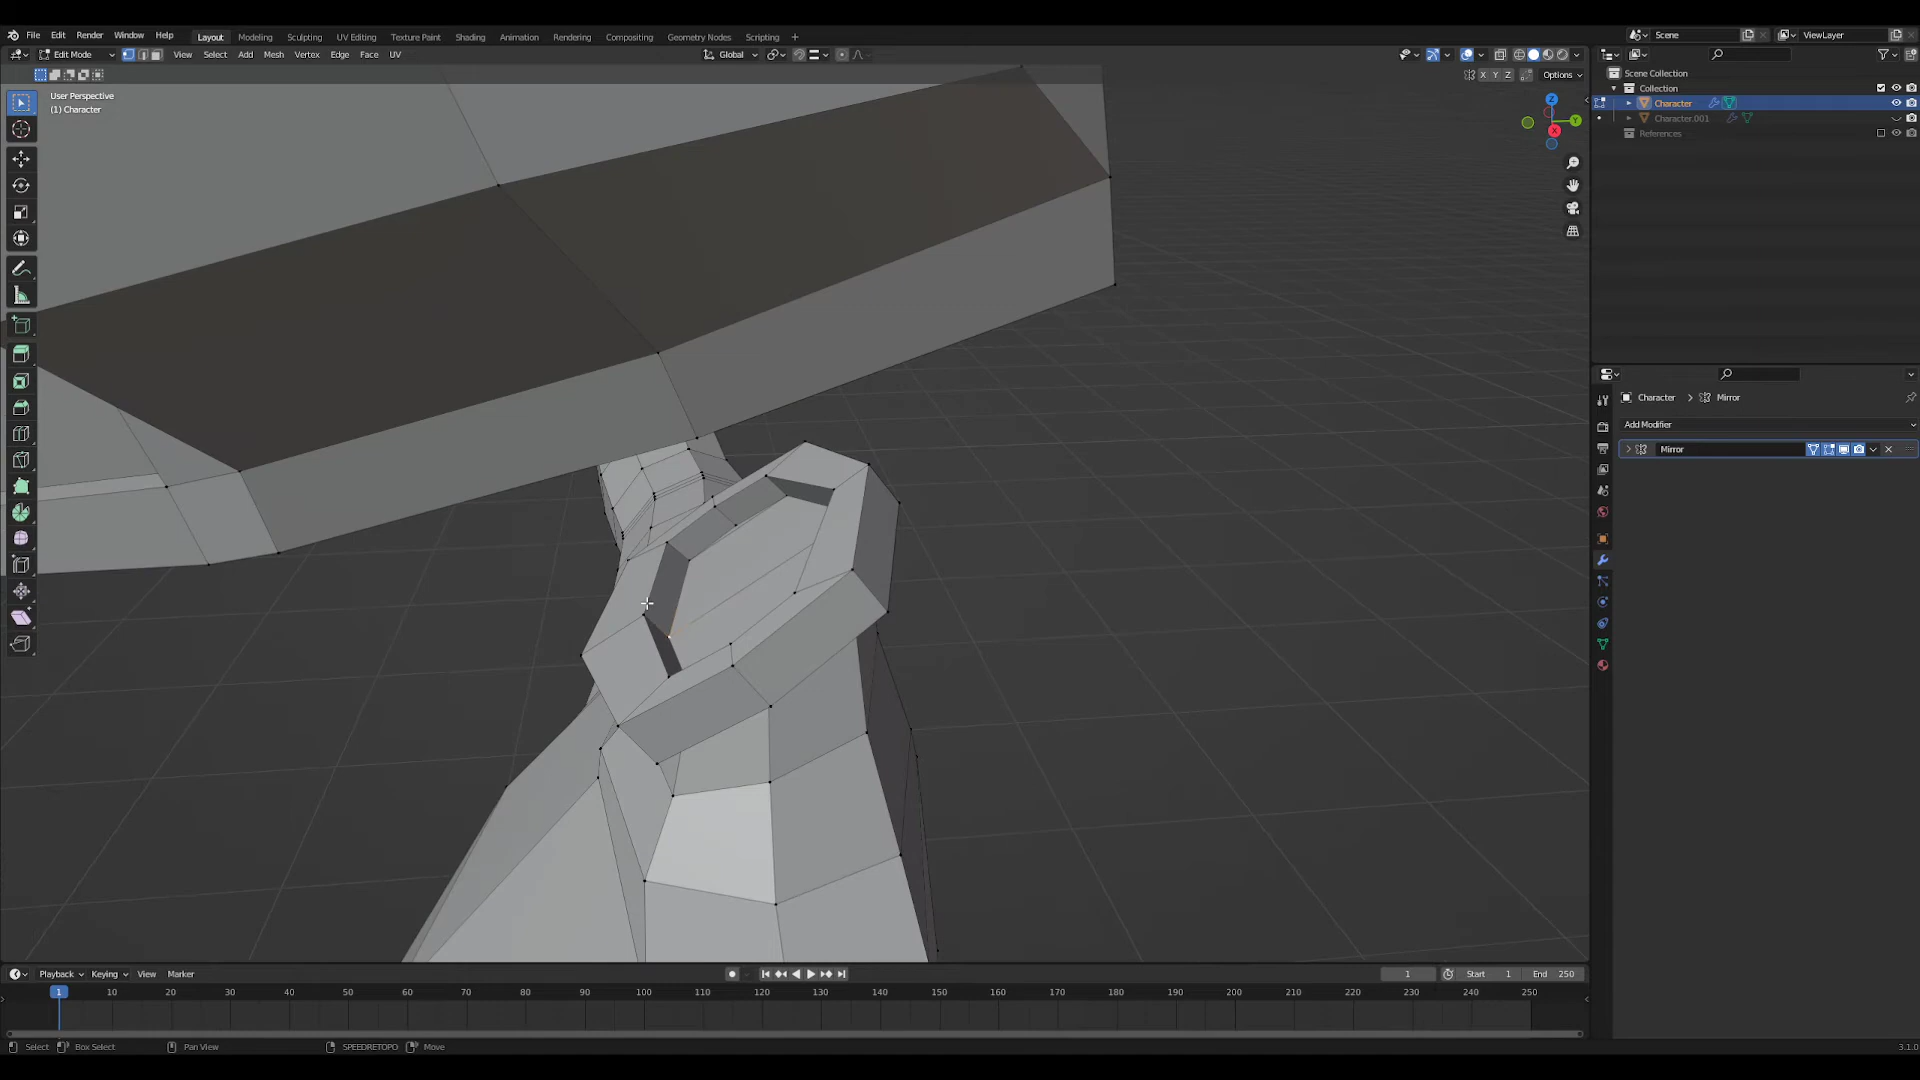 File Edit Render Window Help Layout Modeling Sculpting UV Editing Texture Paint Shading Animation Rendering Compositing Geometry Nodes Scripting + Scene ViewLayer
Edit Mode View Select Add Mesh Vertex Edge Face UV Global
X Y Z Options
User Perspective
(1) Character
Scene Collection
Collection
Character
Character.001
References
Z
Y
X
Character > Mirror
Add Modifier
Mirror
Playback Keying View Marker 1 Start 1 End 250
1 10 20 30 40 50 60 70 80 90 100 110 120 130 140 150 160 170 180 190 200 210 220 230 240 250
Select Box Select Pan View SPEEDRETOPO Move 3.1.0